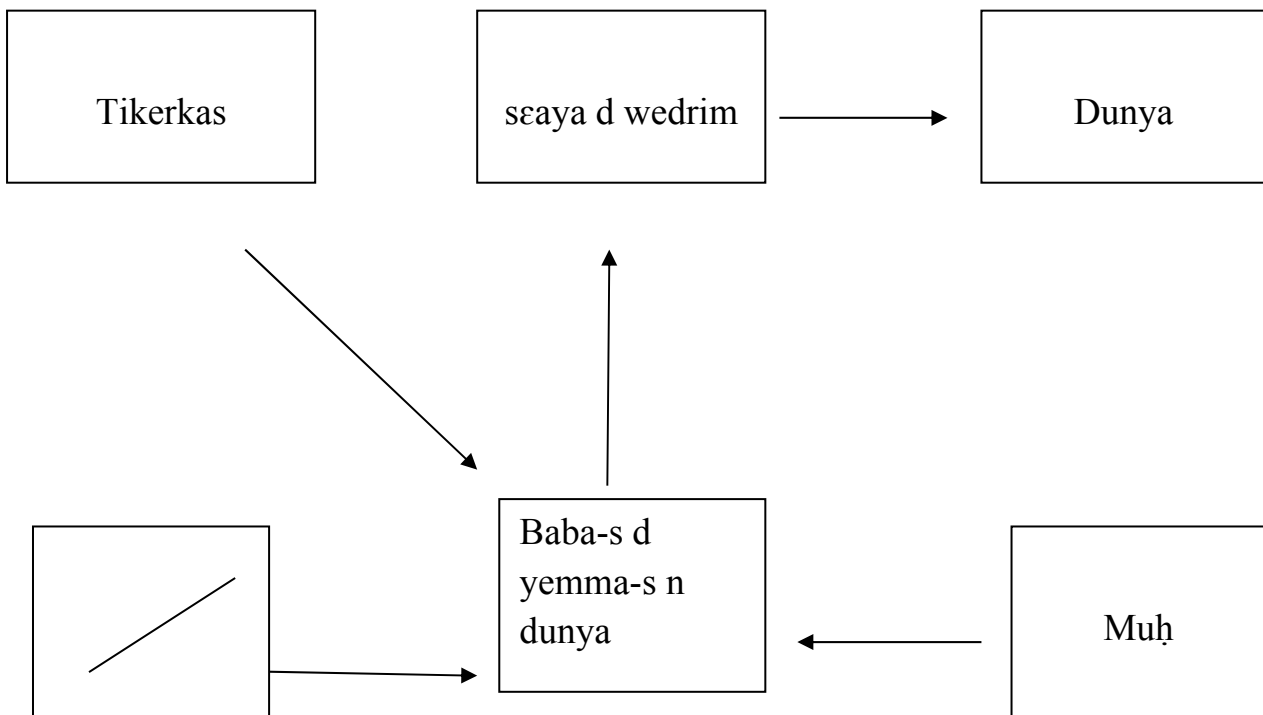 Tikerkas
sɛaya d wedrim
Dunya
Baba-s d
yemma-s n
dunya
Muḥ